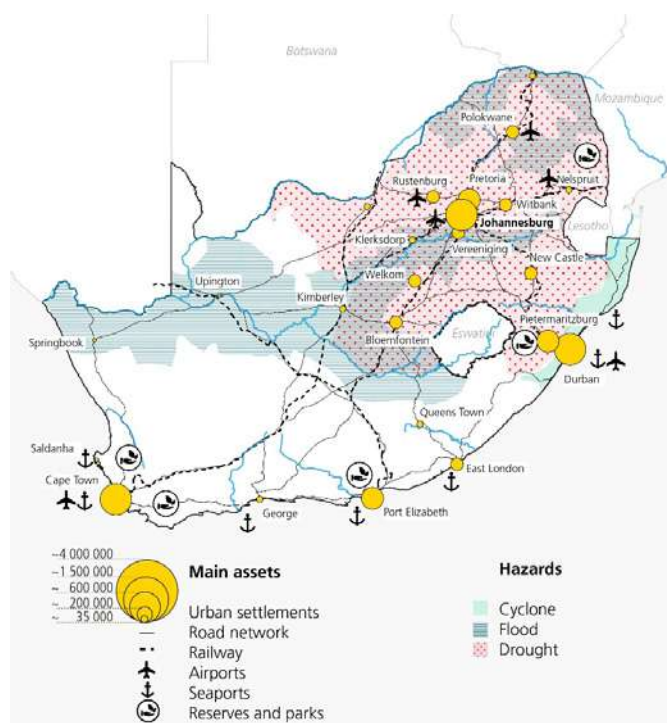 Botswana
Mozambique
Polokwane
Rustenburg
Pretoria
Nelspruit
Witbank
Johannesburg
Lesotho
Klerksdorp
Vereeniging
Welkom
New Castle
Upington
Kimberley
Bloemfontein
Eswatini
Pietermaritzburg
Springbook
Durban
Queens Town
Saldanha
East London
Cape Town
George
Port Elizabeth
~4 000 000
~1 500 000
~ 600 000
~ 200 000
~ 35 000
Main assets
Urban settlements
Road network
Railway
Airports
Seaports
Reserves and parks
Hazards
Cyclone
Flood
Drought